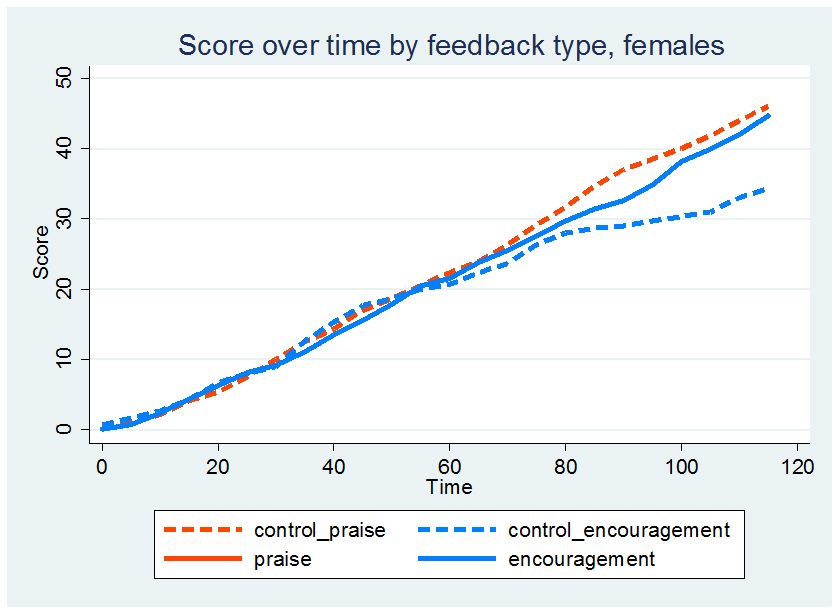 Score over time by feedback type, females
Score
50
40
30
20
10
0
0 20 40 60 80 100 120
Time
control_praise control_encouragement
praise encouragement